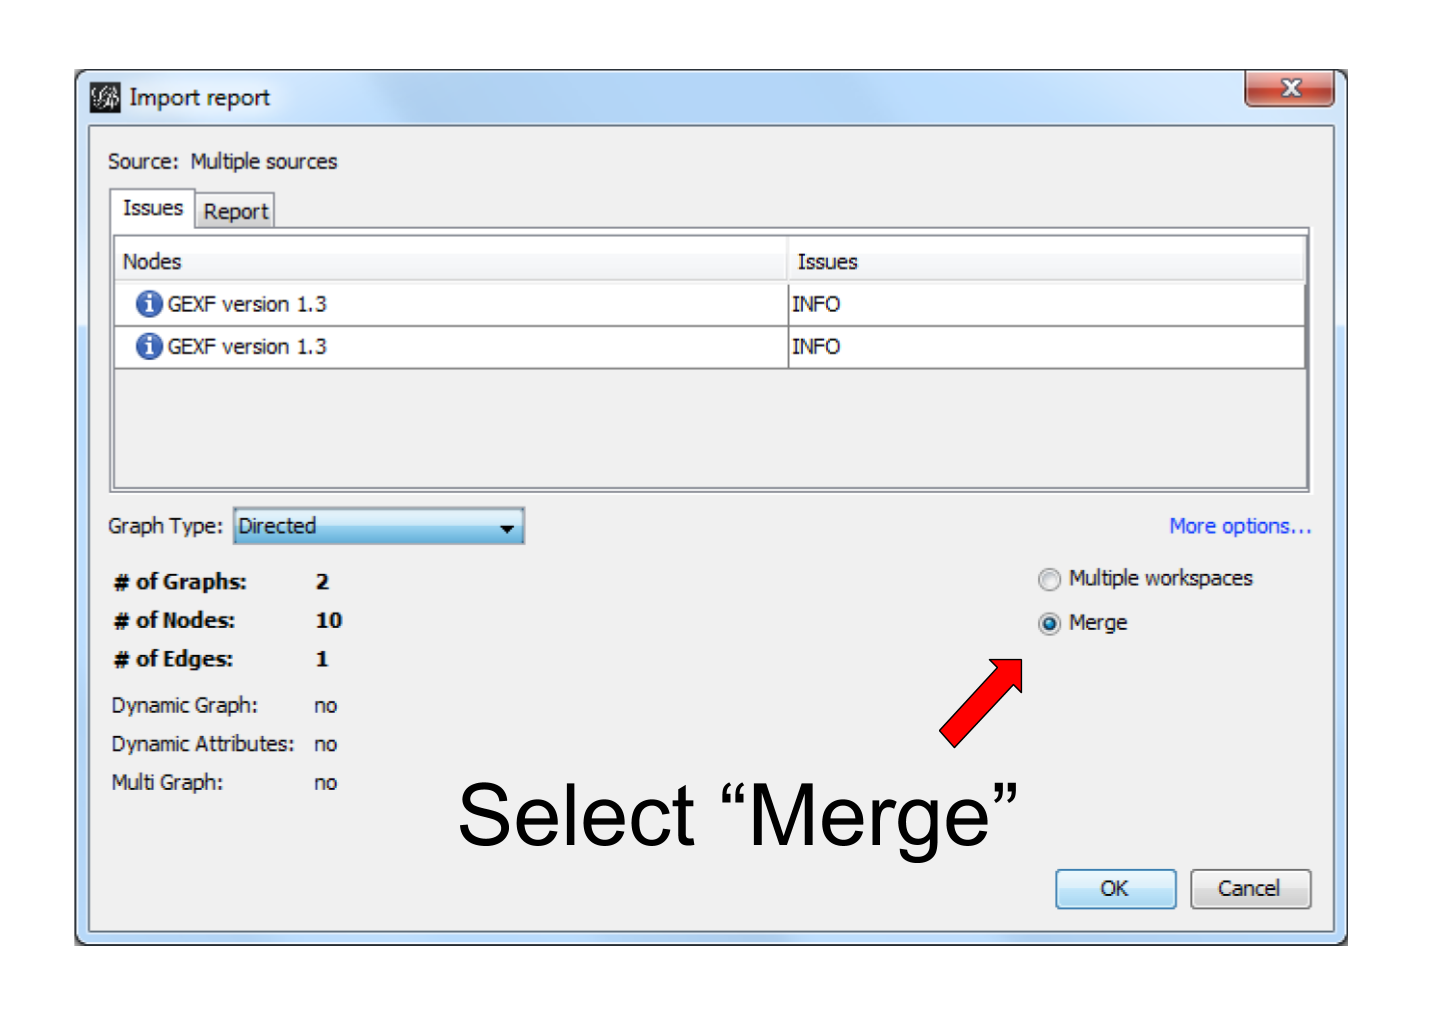 Import report
Source: Multiple sources
Issues Report
Nodes Issues
GEXF version 1.3 INFO
GEXF version 1.3 INFO
Graph Type: Directed More options...
# of Graphs: 2 Multiple workspaces
# of Nodes: 10 Merge
# of Edges: 1
Dynamic Graph: no
Dynamic Attributes: no
Multi Graph: no
Select “Merge”
OK Cancel